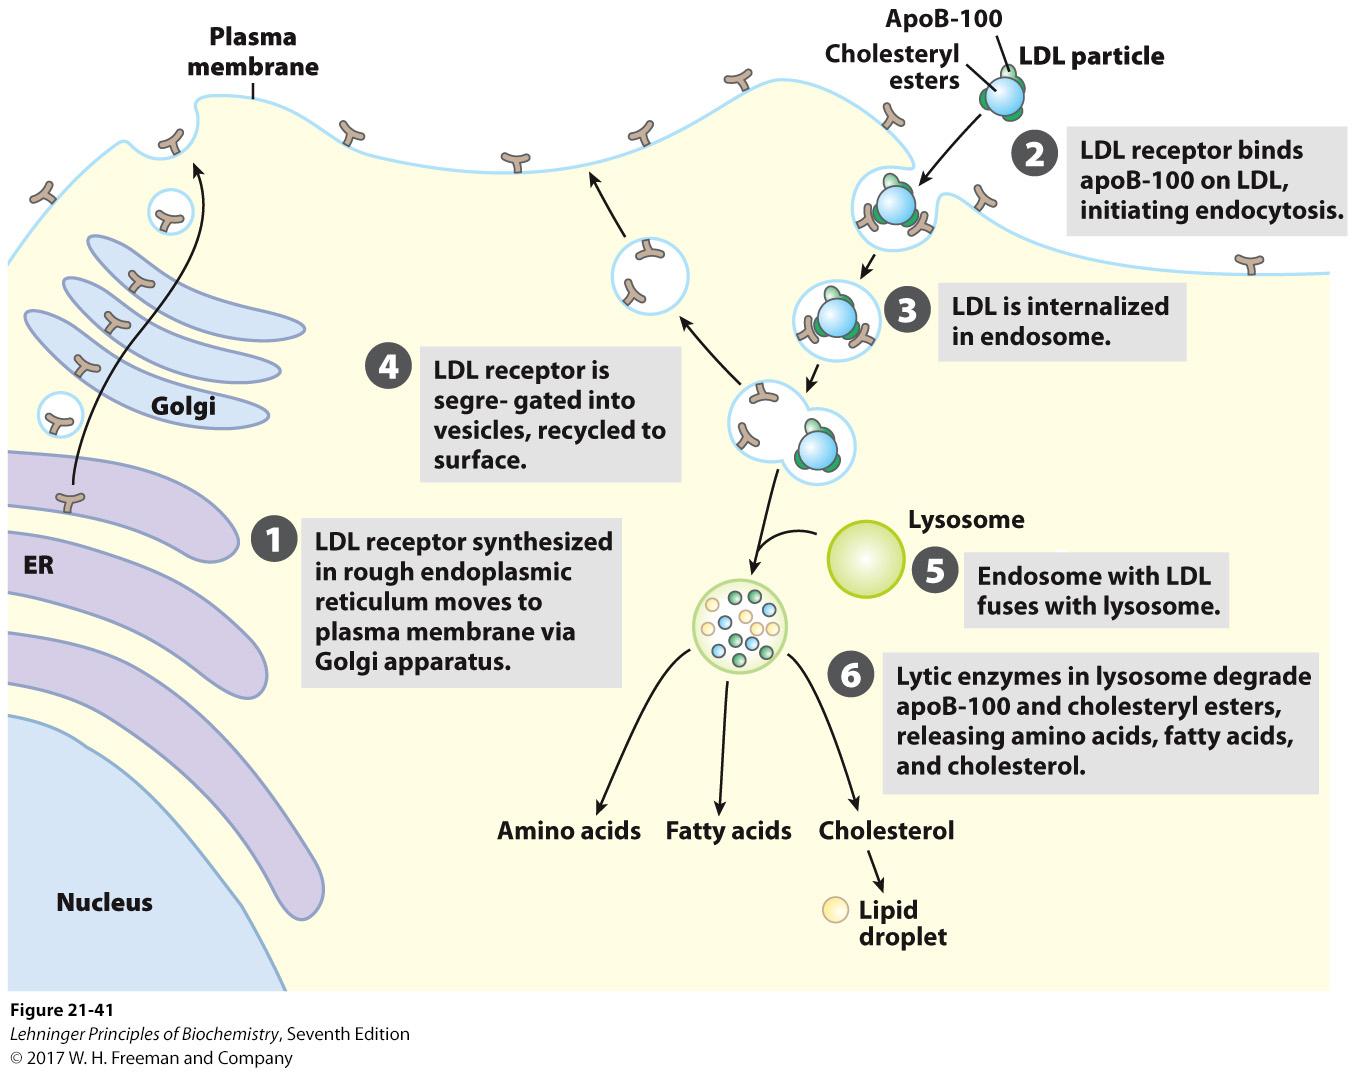 Plasma
membrane
ApoB-100
Cholesteryl
esters
LDL particle
2
LDL receptor binds
apoB-100 on LDL,
initiating endocytosis.
3
LDL is internalized
in endosome.
4
LDL receptor is
segre- gated into
vesicles, recycled to
surface.
Golgi
1
LDL receptor synthesized
in rough endoplasmic
reticulum moves to
plasma membrane via
Golgi apparatus.
ER
Lysosome
5
Endosome with LDL
fuses with lysosome.
6
Lytic enzymes in lysosome degrade
apoB-100 and cholesteryl esters,
releasing amino acids, fatty acids,
and cholesterol.
Amino acids
Fatty acids
Cholesterol
Nucleus
Lipid
droplet
Figure 21-41
Lehninger Principles of Biochemistry, Seventh Edition
© 2017 W. H. Freeman and Company